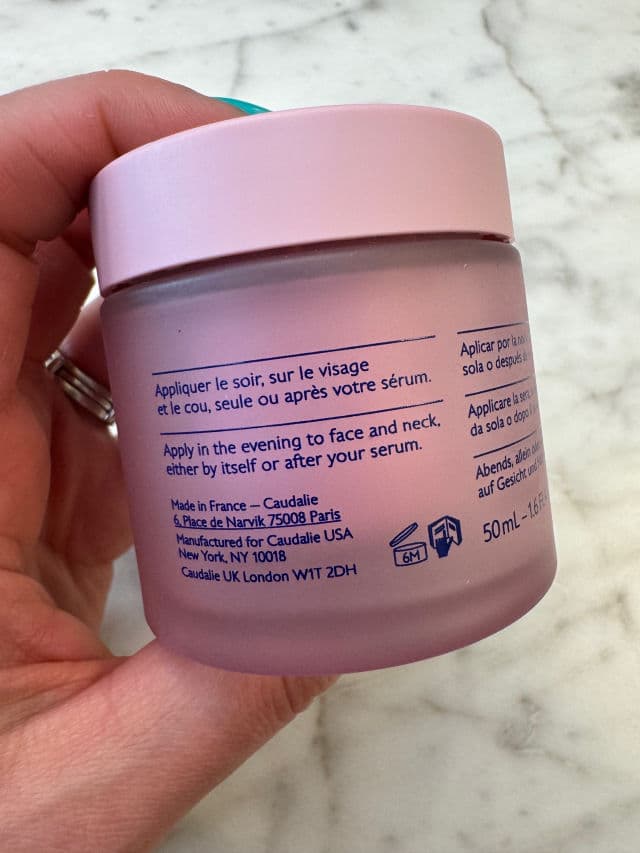 Appliquer le soir, sur le visage
et le cou, seule ou après votre sérum.
Apply in the evening to face and neck,
either by itself or after your serum.
Made in France – Caudalie
6, Place de Narvik 75008 Paris
Manufactured for Caudalie USA
New York, NY 10018
Caudalie UK London W1T 2DH
6M
Aplicar por la
sola o después
Applicare la sera,
da sola o dopo
Abends, allein
auf Gesicht und
50 mL – 1.6 Fl